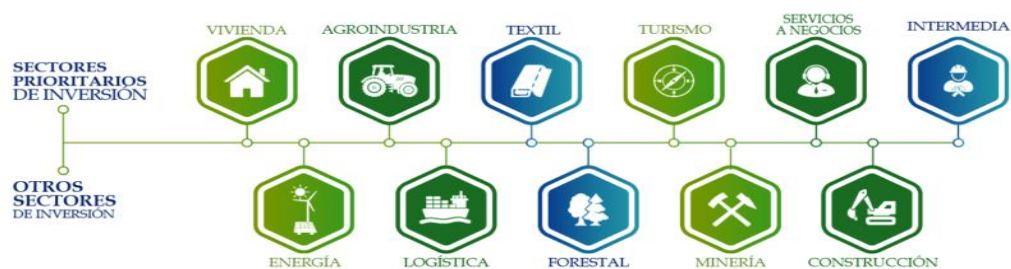 SECTORES
PRIORITARIOS
DE INVERSIÓN
VIVIENDA
AGROINDUSTRIA
TEXTIL
TURISMO
SERVICIOS
A NEGOCIOS
INTERMEDIA
OTROS
SECTORES
DE INVERSIÓN
ENERGÍA
LOGÍSTICA
FORESTAL
MINERÍA
CONSTRUCCIÓN